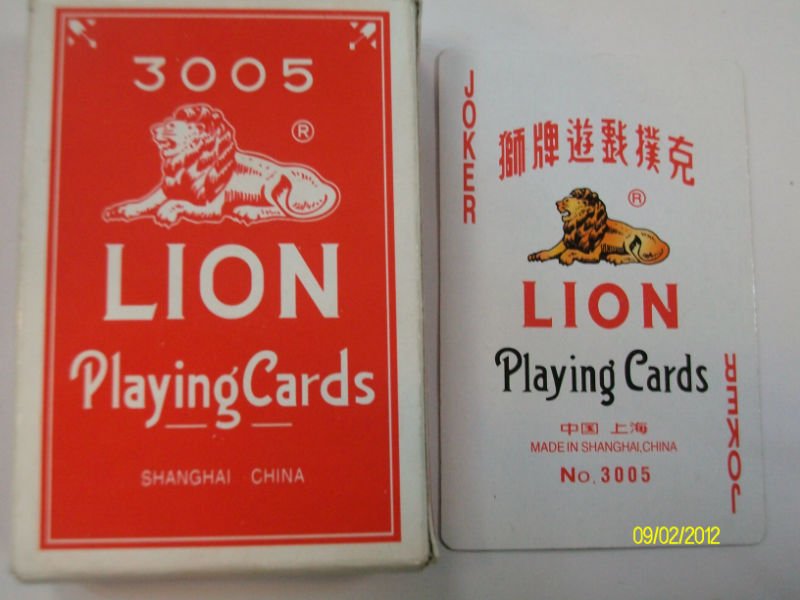 3005
®
LION
Playing Cards
SHANGHAI CHINA
JOKER
獅牌遊戲撲克
®
LION
Playing Cards
中国 上海
MADE IN SHANGHAI,CHINA
No. 3005
JOKER
09/02/2012